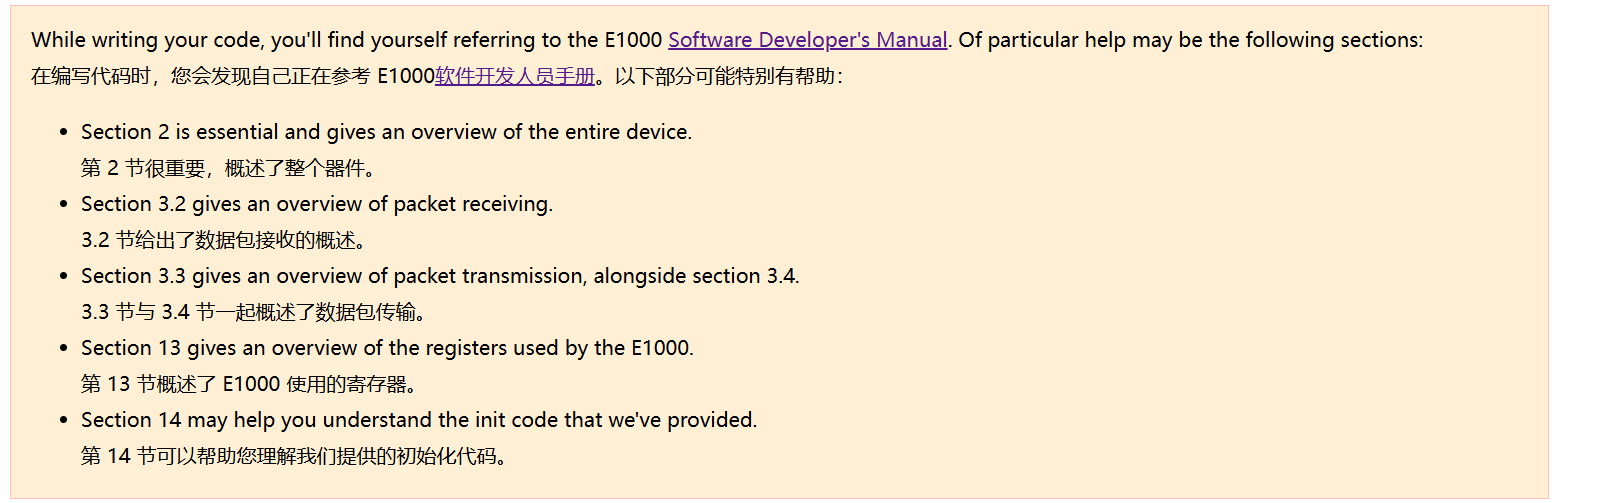 While writing your code, you'll find yourself referring to the E1000 Software Developer's Manual. Of particular help may be the following sections:
在编写代码时，您会发现自己正在参考 E1000软件开发人员手册。以下部分可能特别有帮助：
• Section 2 is essential and gives an overview of the entire device.
第 2 节很重要，概述了整个器件。
• Section 3.2 gives an overview of packet receiving.
3.2 节给出了数据包接收的概述。
• Section 3.3 gives an overview of packet transmission, alongside section 3.4.
3.3 节与 3.4 节一起概述了数据包传输。
• Section 13 gives an overview of the registers used by the E1000.
第 13 节概述了 E1000 使用的寄存器。
• Section 14 may help you understand the init code that we've provided.
第 14 节可以帮助您理解我们提供的初始化代码。